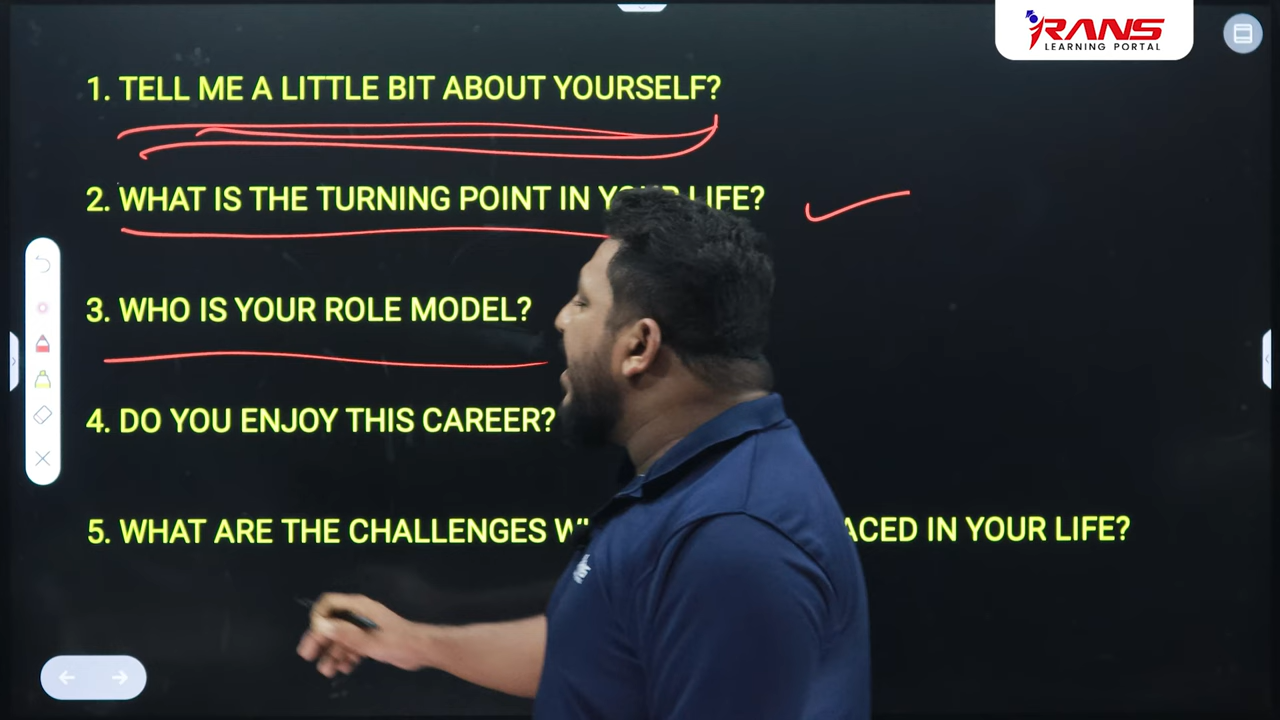 RANS
LEARNING PORTAL
1. TELL ME A LITTLE BIT ABOUT YOURSELF?
2. WHAT IS THE TURNING POINT IN YOUR LIFE?
3. WHO IS YOUR ROLE MODEL?
4. DO YOU ENJOY THIS CAREER?
5. WHAT ARE THE CHALLENGES FACED IN YOUR LIFE?